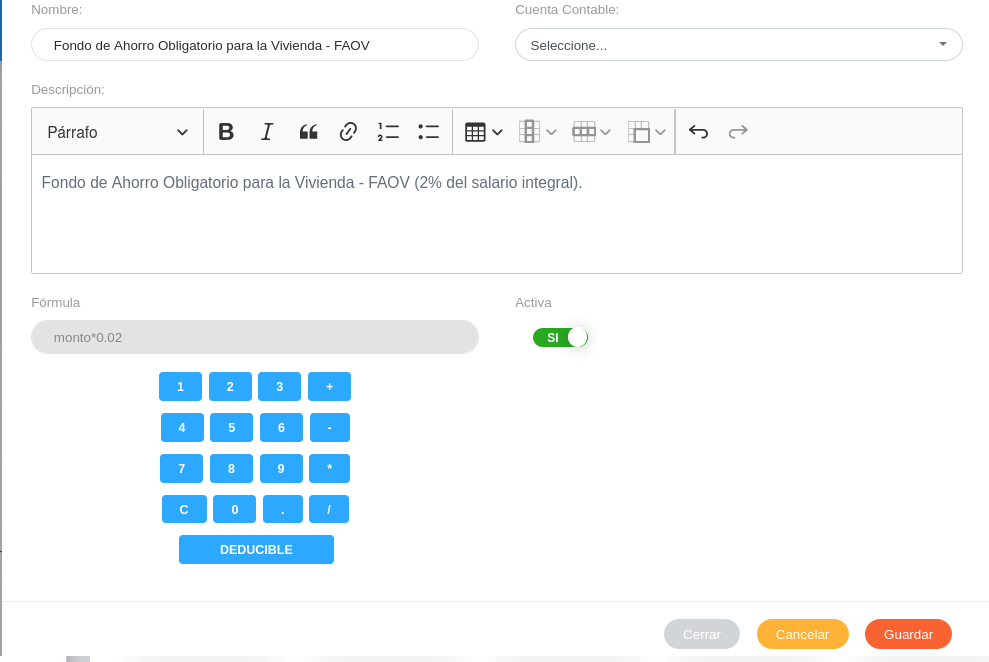 Nombre:
Cuenta Contable:
Fondo de Ahorro Obligatorio para la Vivienda - FAOV
Seleccione...
Descripción:
Párrafo
Fondo de Ahorro Obligatorio para la Vivienda - FAOV (2% del salario integral).
Fórmula
Activa
monto*0.02
SI
1 2 3 +
4 5 6 -
7 8 9 *
C 0 . /
DEDUCIBLE
Cerrar Cancelar Guardar